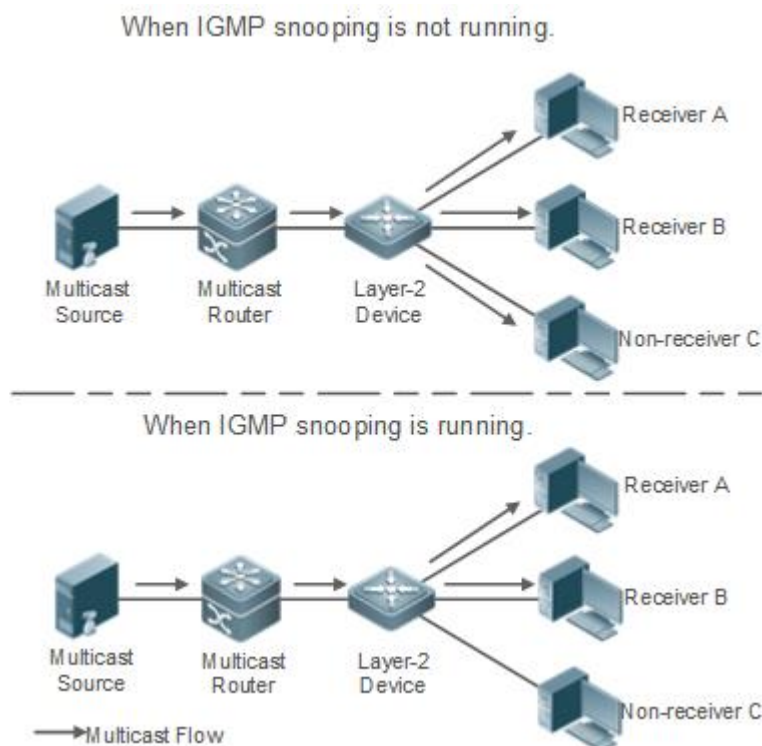 When IGMP snooping is not running.
Receiver A
Receiver B
Multicast
Source
Multicast
Router
Layer-2
Device
Non-receiver C
When IGMP snooping is running.
Receiver A
Receiver B
Multicast
Source
Multicast
Router
Layer-2
Device
Non-receiver C
Multicast Flow